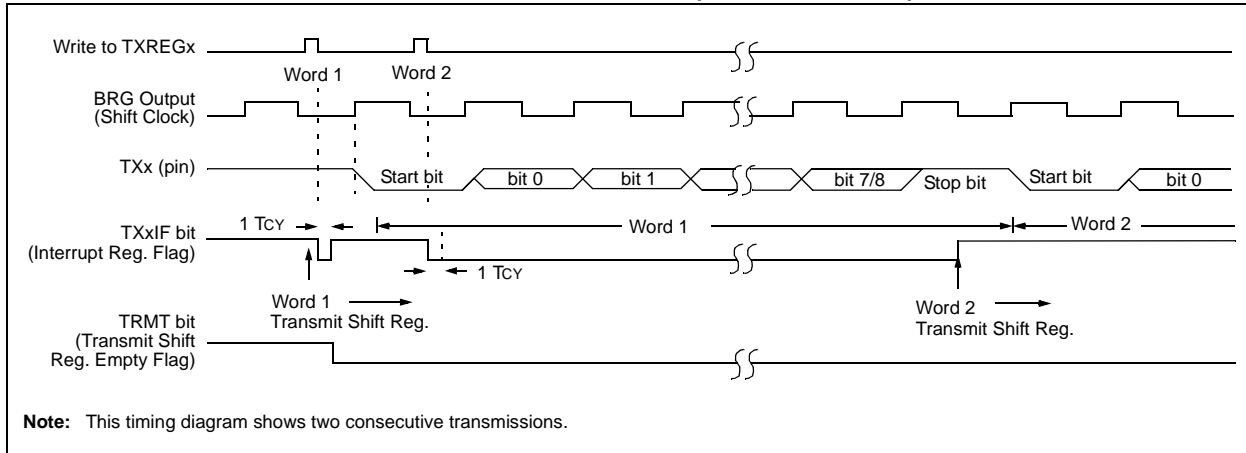 Write to TXREGx
Word 1
Word 2
BRG Output
(Shift Clock)
TXx (pin)
Start bit
bit 0
bit 1
bit 7/8
Stop bit
Start bit
bit 0
1 TCY
TXxIF bit
(Interrupt Reg. Flag)
Word 1
Word 2
1 TCY
Word 1
Transmit Shift Reg.
Word 2
Transmit Shift Reg.
TRMT bit
(Transmit Shift
Reg. Empty Flag)
Note: This timing diagram shows two consecutive transmissions.